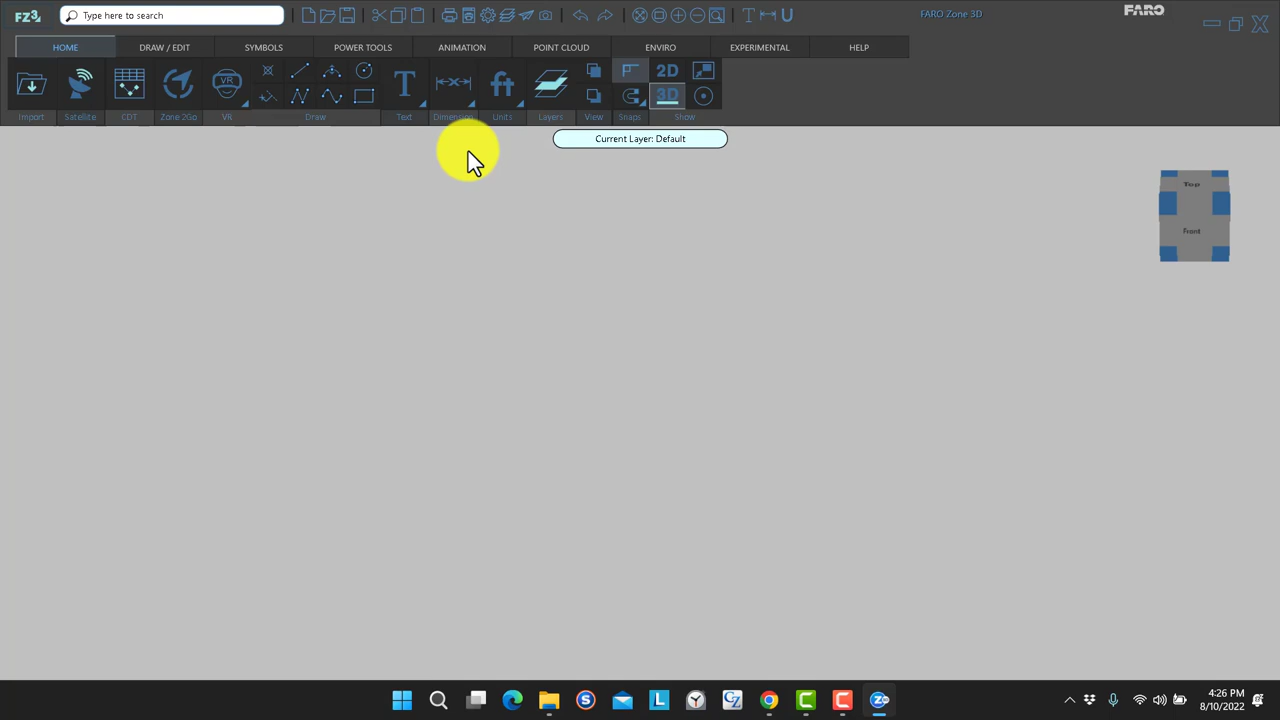 FZ3
Type here to search
FARO Zone 3D
FARO
HOME
DRAW / EDIT
SYMBOLS
POWER TOOLS
ANIMATION
POINT CLOUD
ENVIRO
EXPERIMENTAL
HELP
VR
T
ft
2D
3D
Import
Satellite
CDT
Zone 2Go
VR
Draw
Text
Dimension
Units
Layers
View
Snaps
Show
Current Layer: Default
Top
Front
4:26 PM
8/10/2022